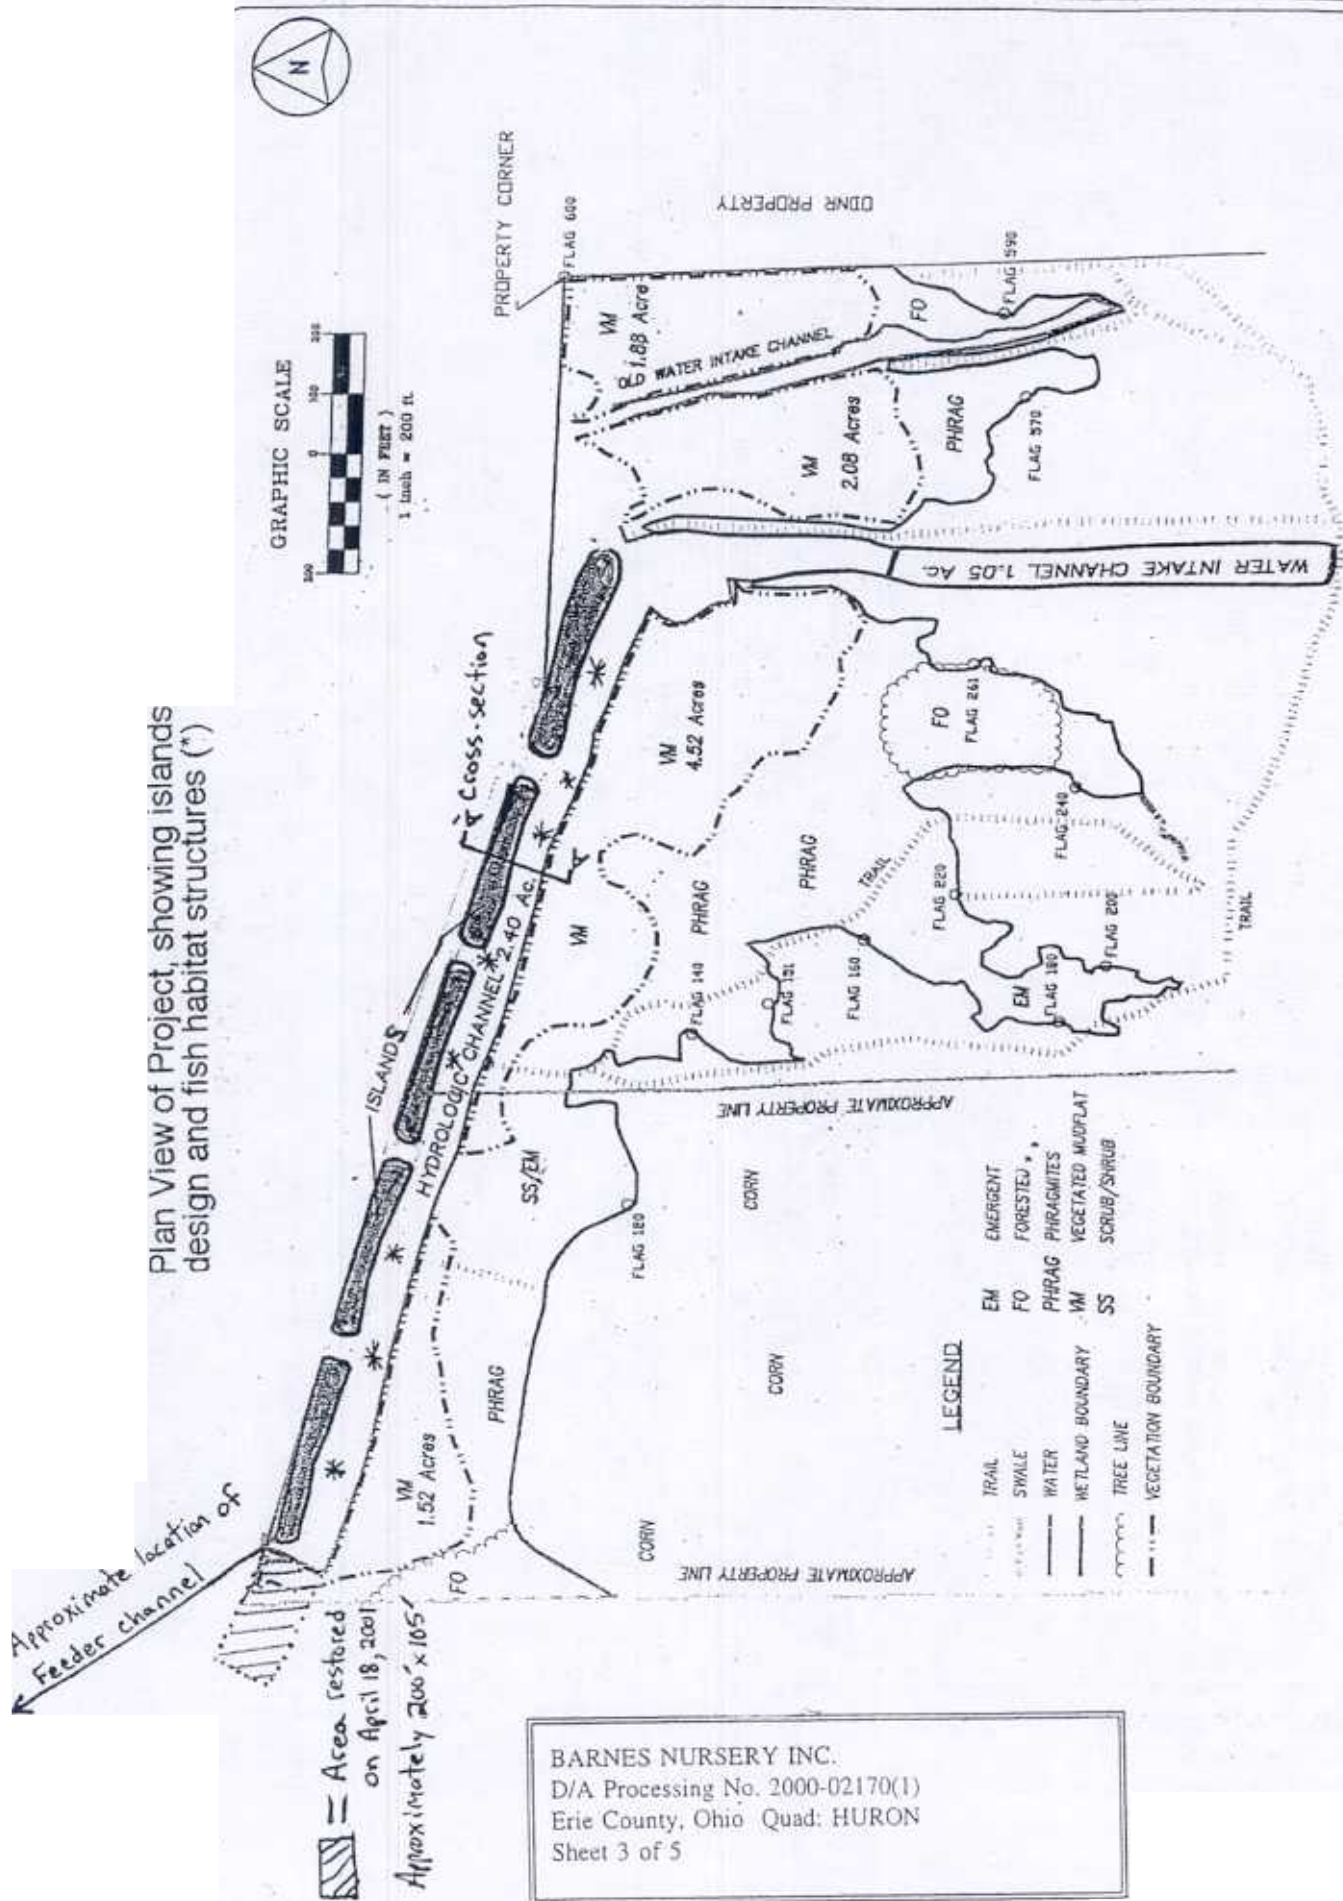 Plan View of Project, showing islands
design and fish habitat structures (*)
N
GRAPHIC SCALE
200
0
100
200
( IN FEET )
1 inch = 200 ft.
PROPERTY CORNER
FLAG 600
ODNR PROPERTY
VM
1.88 Acre
OLD WATER INTAKE CHANNEL
FO
FLAG 590
VM
2.08 Acres
PHRAG
FLAG 570
WATER INTAKE CHANNEL 1.05 Ac.
Cross-section
A
A
ISLANDS
HYDROLOGIC CHANNEL 2.40 Ac.
VM
4.52 Acres
FO
FLAG 261
VM
PHRAG
PHRAG
TRAIL
FLAG 240
FLAG 220
FLAG 200
TRAIL
FLAG 140
FLAG 151
FLAG 160
EM
FLAG 180
APPROXIMATE PROPERTY LINE
SS/EM
FLAG 120
CORN
CORN
CORN
VM
1.52 Acres
PHRAG
FO
APPROXIMATE PROPERTY LINE
Approximate location of
Feeder channel
= Area restored
on April 18, 2001
Approximately 200' x 105'
LEGEND
TRAIL
SWALE
WATER
WETLAND BOUNDARY
TREE LINE
VEGETATION BOUNDARY
EM EMERGENT
FO FORESTED
PHRAG PHRAGMITES
VM VEGETATED MUDFLAT
SS SCRUB/SHRUB
BARNES NURSERY INC.
D/A Processing No. 2000-02170(1)
Erie County, Ohio Quad: HURON
Sheet 3 of 5